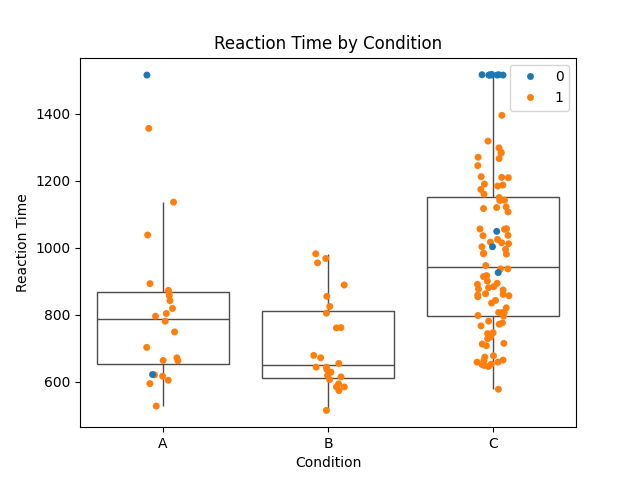 Reaction Time by Condition
0
1
1400
1200
1000
800
600
Reaction Time
A
B
C
Condition